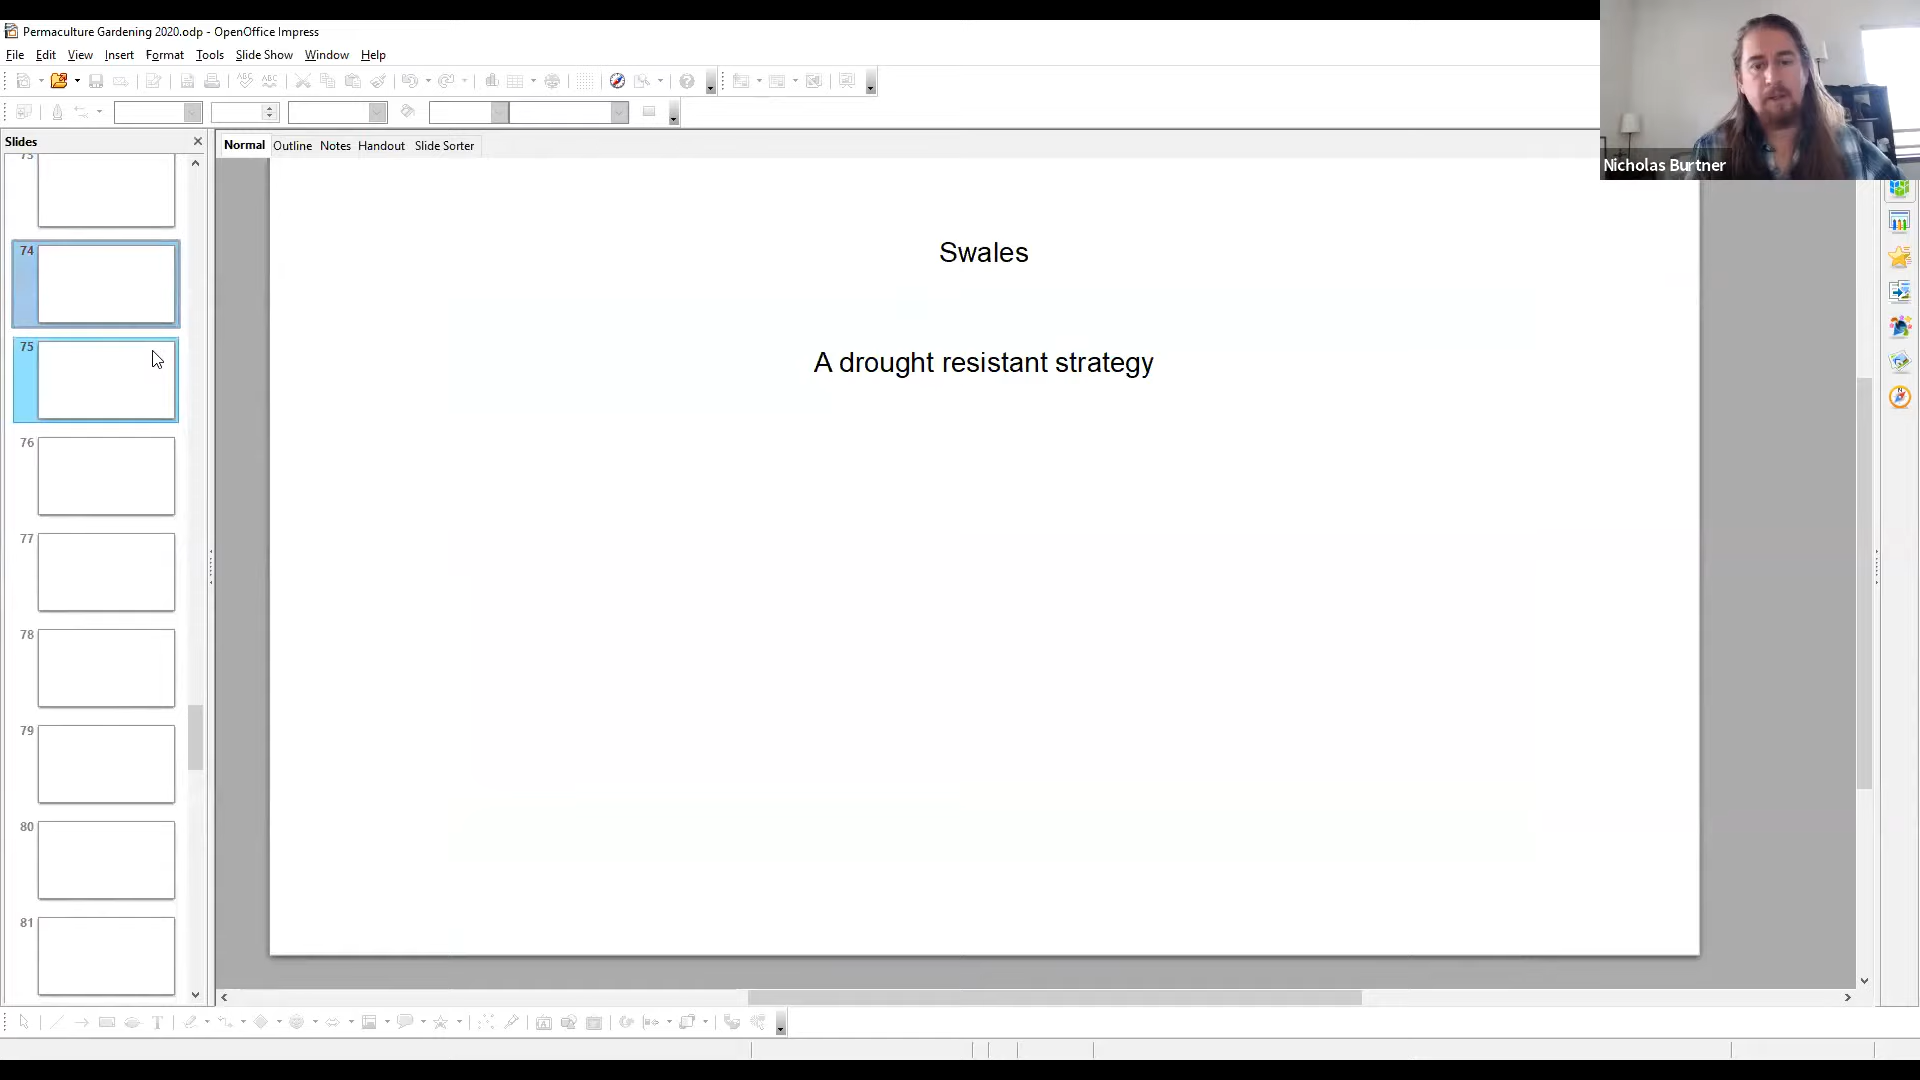 Permaculture Gardening 2020.odp - OpenOffice Impress
File Edit View Insert Format Tools Slide Show Window Help
Nicholas Burtner
Slides
Normal Outline Notes Handout Slide Sorter
73
74
75
76
77
78
79
80
81
Swales
A drought resistant strategy